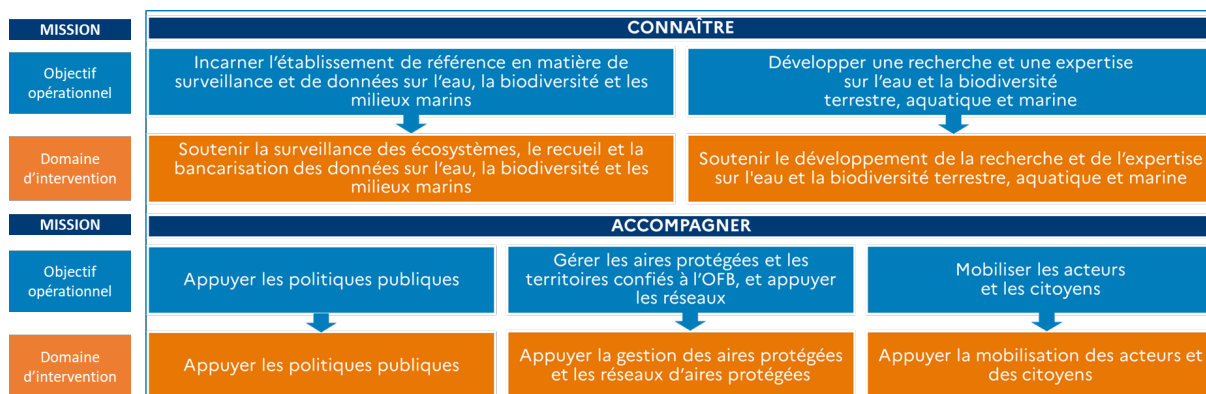 MISSION
CONNAÎTRE
Objectif
opérationnel
Incarner l’établissement de référence en matière de
surveillance et de données sur l’eau, la biodiversité et les
milieux marins
Développer une recherche et une expertise
sur l’eau et la biodiversité
terrestre, aquatique et marine
Domaine
d’intervention
Soutenir la surveillance des écosystèmes, le recueil et la
bancarisation des données sur l’eau, la biodiversité et les
milieux marins
Soutenir le développement de la recherche et de l’expertise
sur l'eau et la biodiversité terrestre, aquatique et marine
MISSION
ACCOMPAGNER
Objectif
opérationnel
Appuyer les politiques publiques
Gérer les aires protégées et les
territoires confiés à l’OFB, et appuyer
les réseaux
Mobiliser les acteurs
et les citoyens
Domaine
d’intervention
Appuyer les politiques publiques
Appuyer la gestion des aires protégées
et les réseaux d’aires protégées
Appuyer la mobilisation des acteurs et
des citoyens